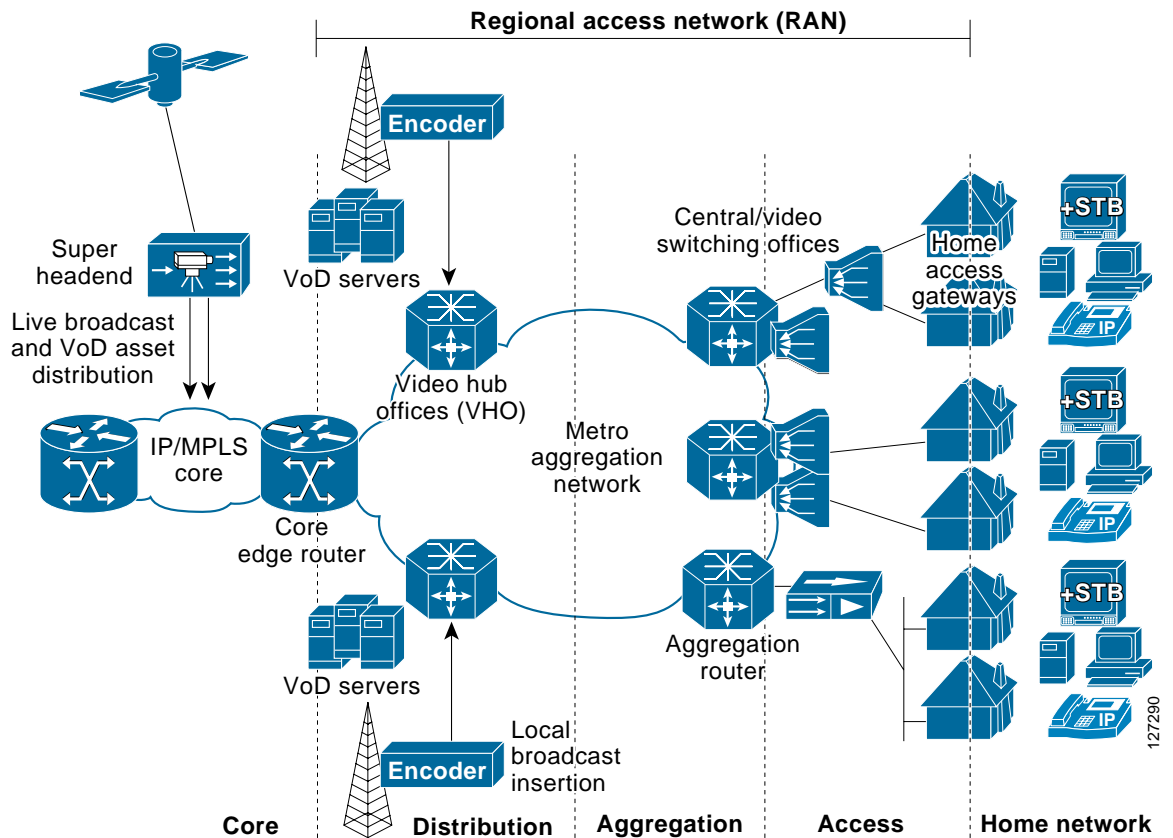 Regional access network (RAN)
Encoder
VoD servers
Super
headend
Live broadcast
and VoD asset
distribution
Video hub
offices (VHO)
IP/MPLS
core
Core
edge router
Central/video
switching offices
Home
access
gateways
+STB
IP
Metro
aggregation
network
+STB
IP
Aggregation
router
+STB
IP
VoD servers
Encoder
Local
broadcast
insertion
127290
Core
Distribution
Aggregation
Access
Home network